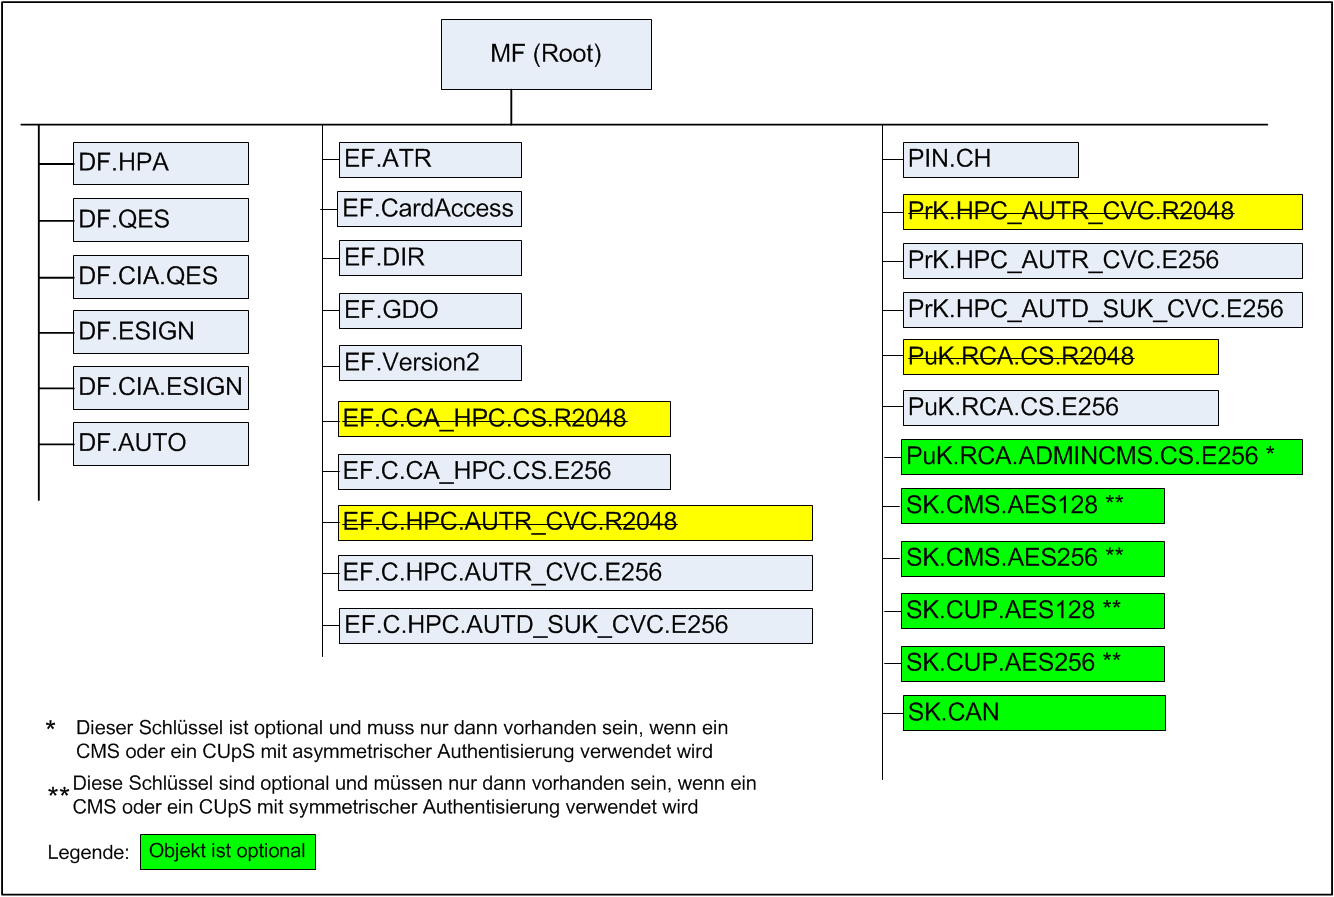 MF (Root)
DF.HPA
DF.QES
DF.CIA.QES
DF.ESIGN
DF.CIA.ESIGN
DF.AUTO
EF.ATR
EF.CardAccess
EF.DIR
EF.GDO
EF.Version2
EF.C.CA_HPC.CS.R2048
EF.C.CA_HPC.CS.E256
EF.C.HPC.AUTR_CVC.R2048
EF.C.HPC.AUTR_CVC.E256
EF.C.HPC.AUTD_SUK_CVC.E256
PIN.CH
PrK.HPC_AUTR_CVC.R2048
PrK.HPC_AUTR_CVC.E256
PrK.HPC_AUTD_SUK_CVC.E256
PuK.RCA.CS.R2048
PuK.RCA.CS.E256
PuK.RCA.ADMINCMS.CS.E256 *
SK.CMS.AES128 **
SK.CMS.AES256 **
SK.CUP.AES128 **
SK.CUP.AES256 **
SK.CAN
* Dieser Schlüssel ist optional und muss nur dann vorhanden sein, wenn ein
CMS oder ein CUpS mit asymmetrischer Authentisierung verwendet wird
** Diese Schlüssel sind optional und müssen nur dann vorhanden sein, wenn ein
CMS oder ein CUpS mit symmetrischer Authentisierung verwendet wird
Legende: Objekt ist optional